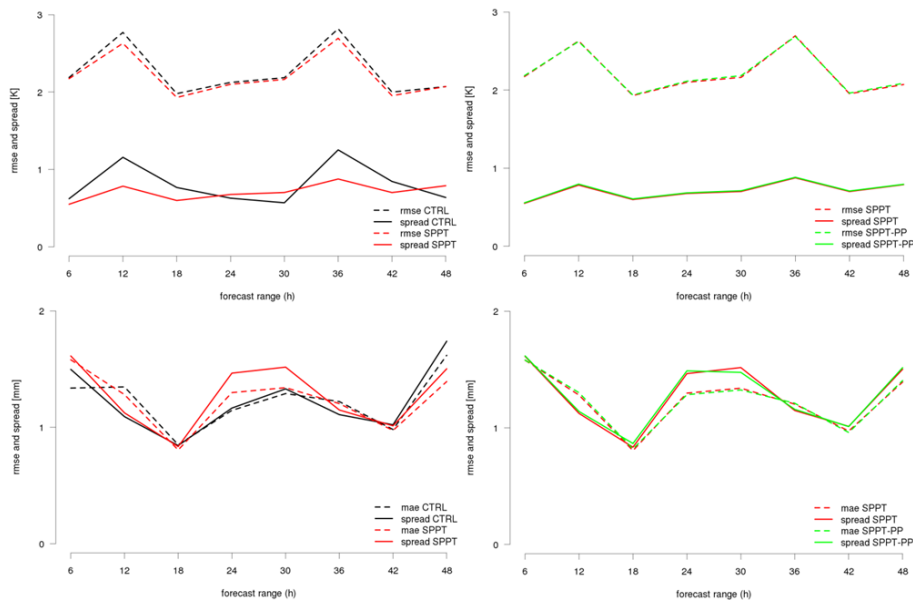 3
2
1
0
rmse and spread [K]
rmse CTRL
spread CTRL
rmse SPPT
spread SPPT
6 12 18 24 30 36 42 48
forecast range (h)
3
2
1
0
rmse and spread [K]
rmse SPPT
spread SPPT
rmse SPPT-PP
spread SPPT-PP
6 12 18 24 30 36 42 48
forecast range (h)
2
1
0
rmse and spread [mm]
mae CTRL
spread CTRL
mae SPPT
spread SPPT
6 12 18 24 30 36 42 48
forecast range (h)
2
1
0
rmse and spread [mm]
mae SPPT
spread SPPT
mae SPPT-PP
spread SPPT-PP
6 12 18 24 30 36 42 48
forecast range (h)